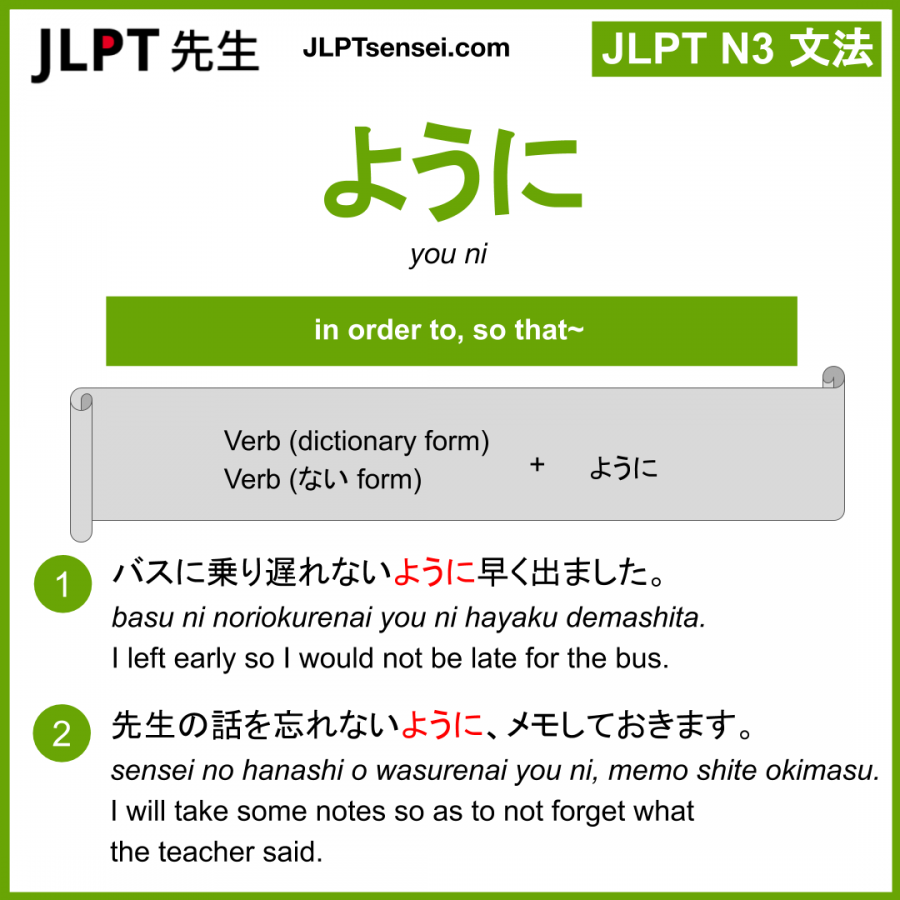 JLPT 先生 JLPTsensei.com JLPT N3 文法
ように
you ni
in order to, so that~
Verb (dictionary form)
Verb (ない form)
+ ように
1 バスに乗り遅れないように早く出ました。
basu ni noriokurenai you ni hayaku demashita.
I left early so I would not be late for the bus.
2 先生の話を忘れないように、メモしておきます。
sensei no hanashi o wasurenai you ni, memo shite okimasu.
I will take some notes so as to not forget what
the teacher said.